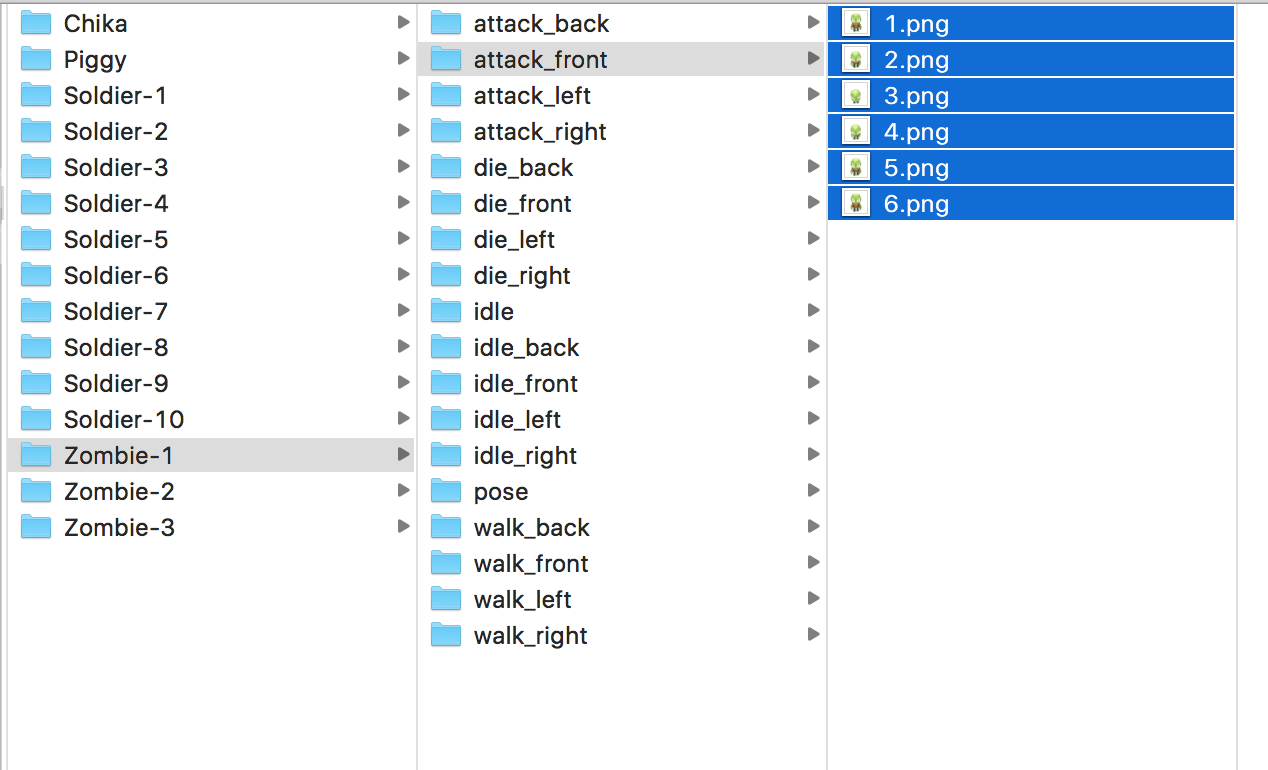 Chika
Piggy
Soldier-1
Soldier-2
Soldier-3
Soldier-4
Soldier-5
Soldier-6
Soldier-7
Soldier-8
Soldier-9
Soldier-10
Zombie-1
Zombie-2
Zombie-3
attack_back
attack_front
attack_left
attack_right
die_back
die_front
die_left
die_right
idle
idle_back
idle_front
idle_left
idle_right
pose
walk_back
walk_front
walk_left
walk_right
1.png
2.png
3.png
4.png
5.png
6.png